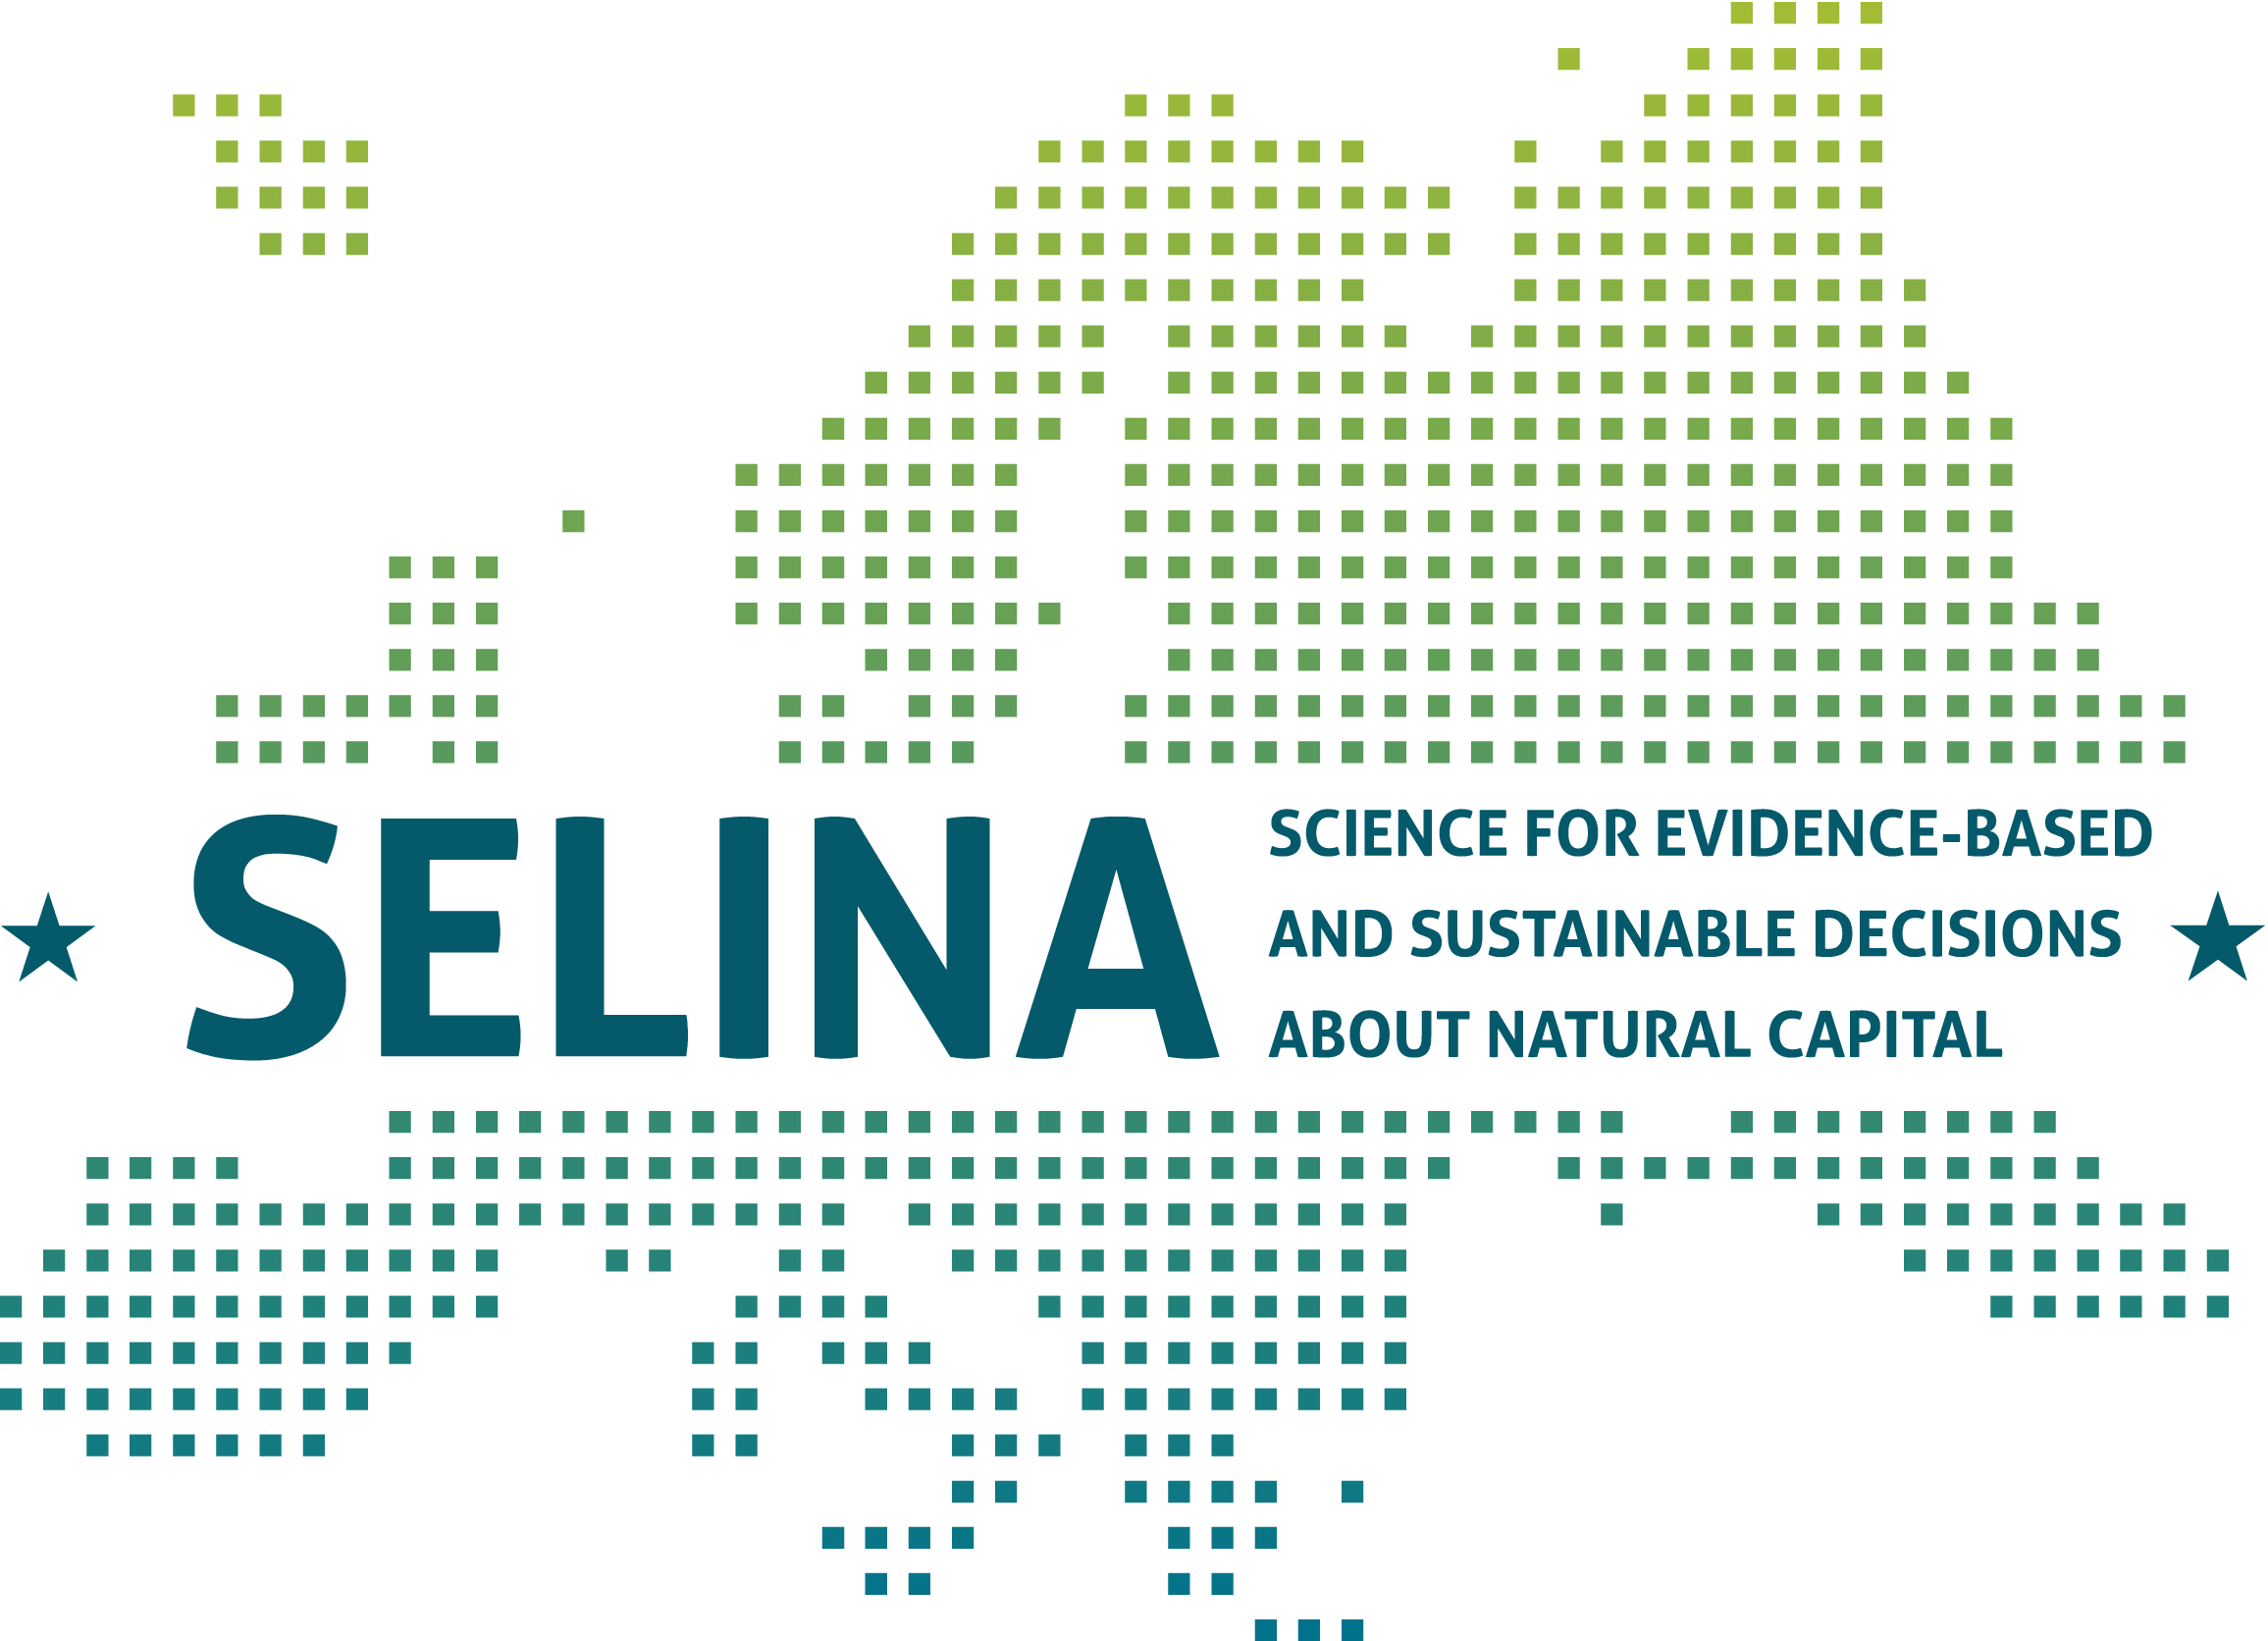 SELINA
SCIENCE FOR EVIDENCE-BASED
AND SUSTAINABLE DECISIONS
ABOUT NATURAL CAPITAL